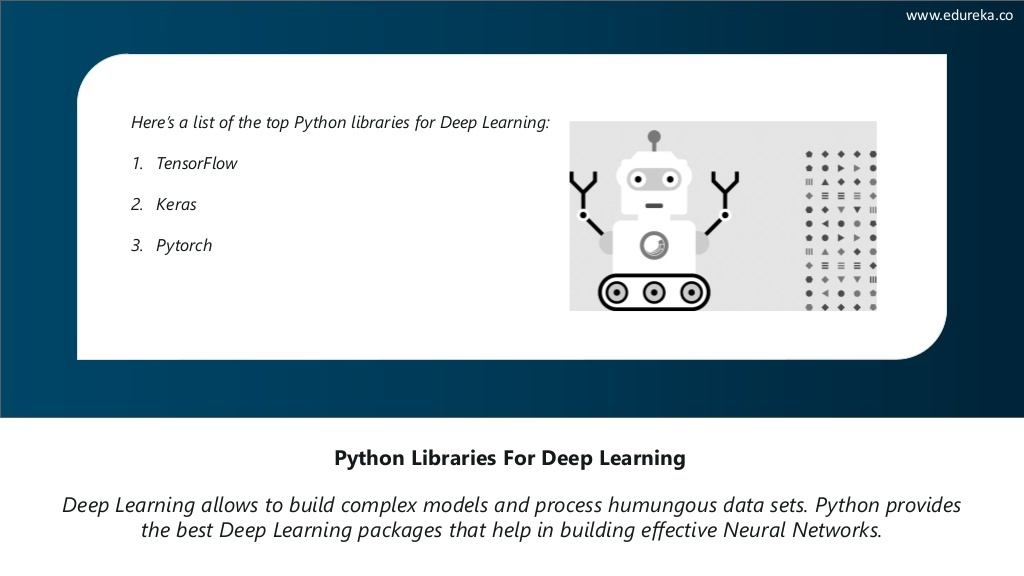 www.edureka.co
Here's a list of the top Python libraries for Deep Learning:
1. TensorFlow
2. Keras
3. Pytorch
Python Libraries For Deep Learning
Deep Learning allows to build complex models and process humungous data sets. Python provides
the best Deep Learning packages that help in building effective Neural Networks.